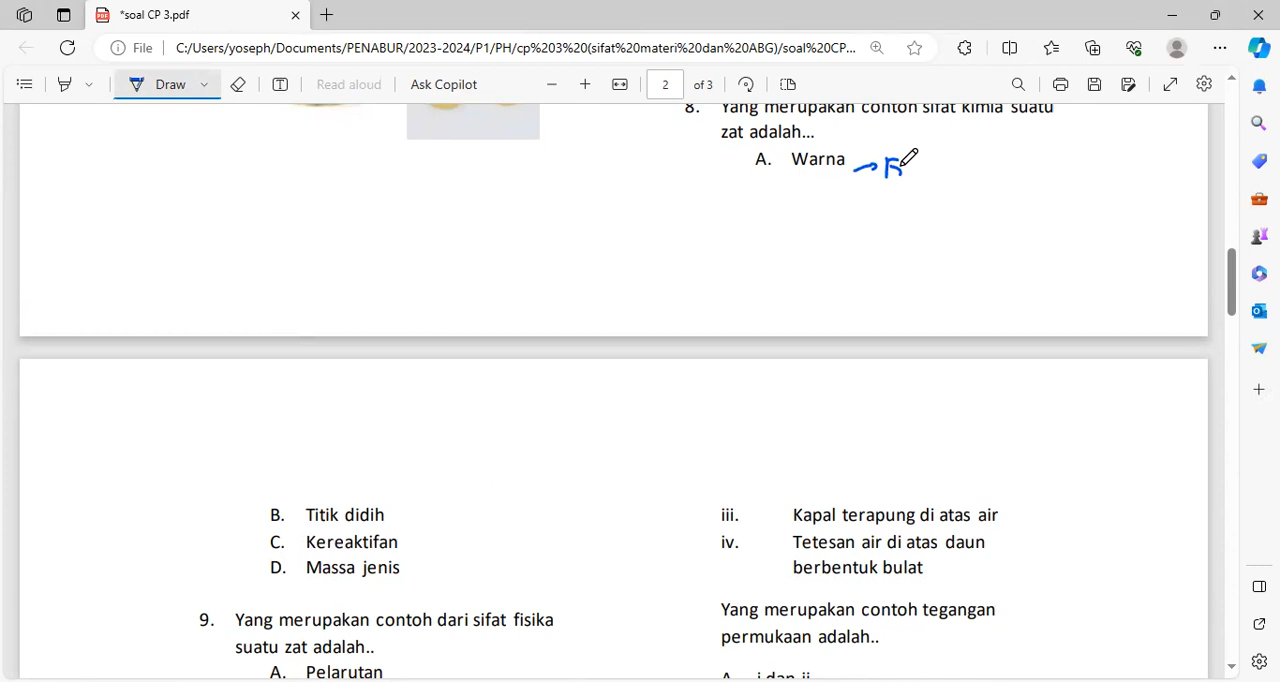 *soal CP 3.pdf
File
C:/Users/yoseph/Documents/PENABUR/2023-2024/P1/PH/cp%203%20(sifat%20materi%20dan%20ABG)/soal%20CP...
Draw
Read aloud
Ask Copilot
2
of 3
8. Yang merupakan contoh sifat kimia suatu
zat adalah...
A. Warna
B. Titik didih
C. Kereaktifan
D. Massa jenis
9. Yang merupakan contoh dari sifat fisika
suatu zat adalah..
A. Pelarutan
iii. Kapal terapung di atas air
iv. Tetesan air di atas daun
berbentuk bulat
Yang merupakan contoh tegangan
permukaan adalah..
A. i dan ii